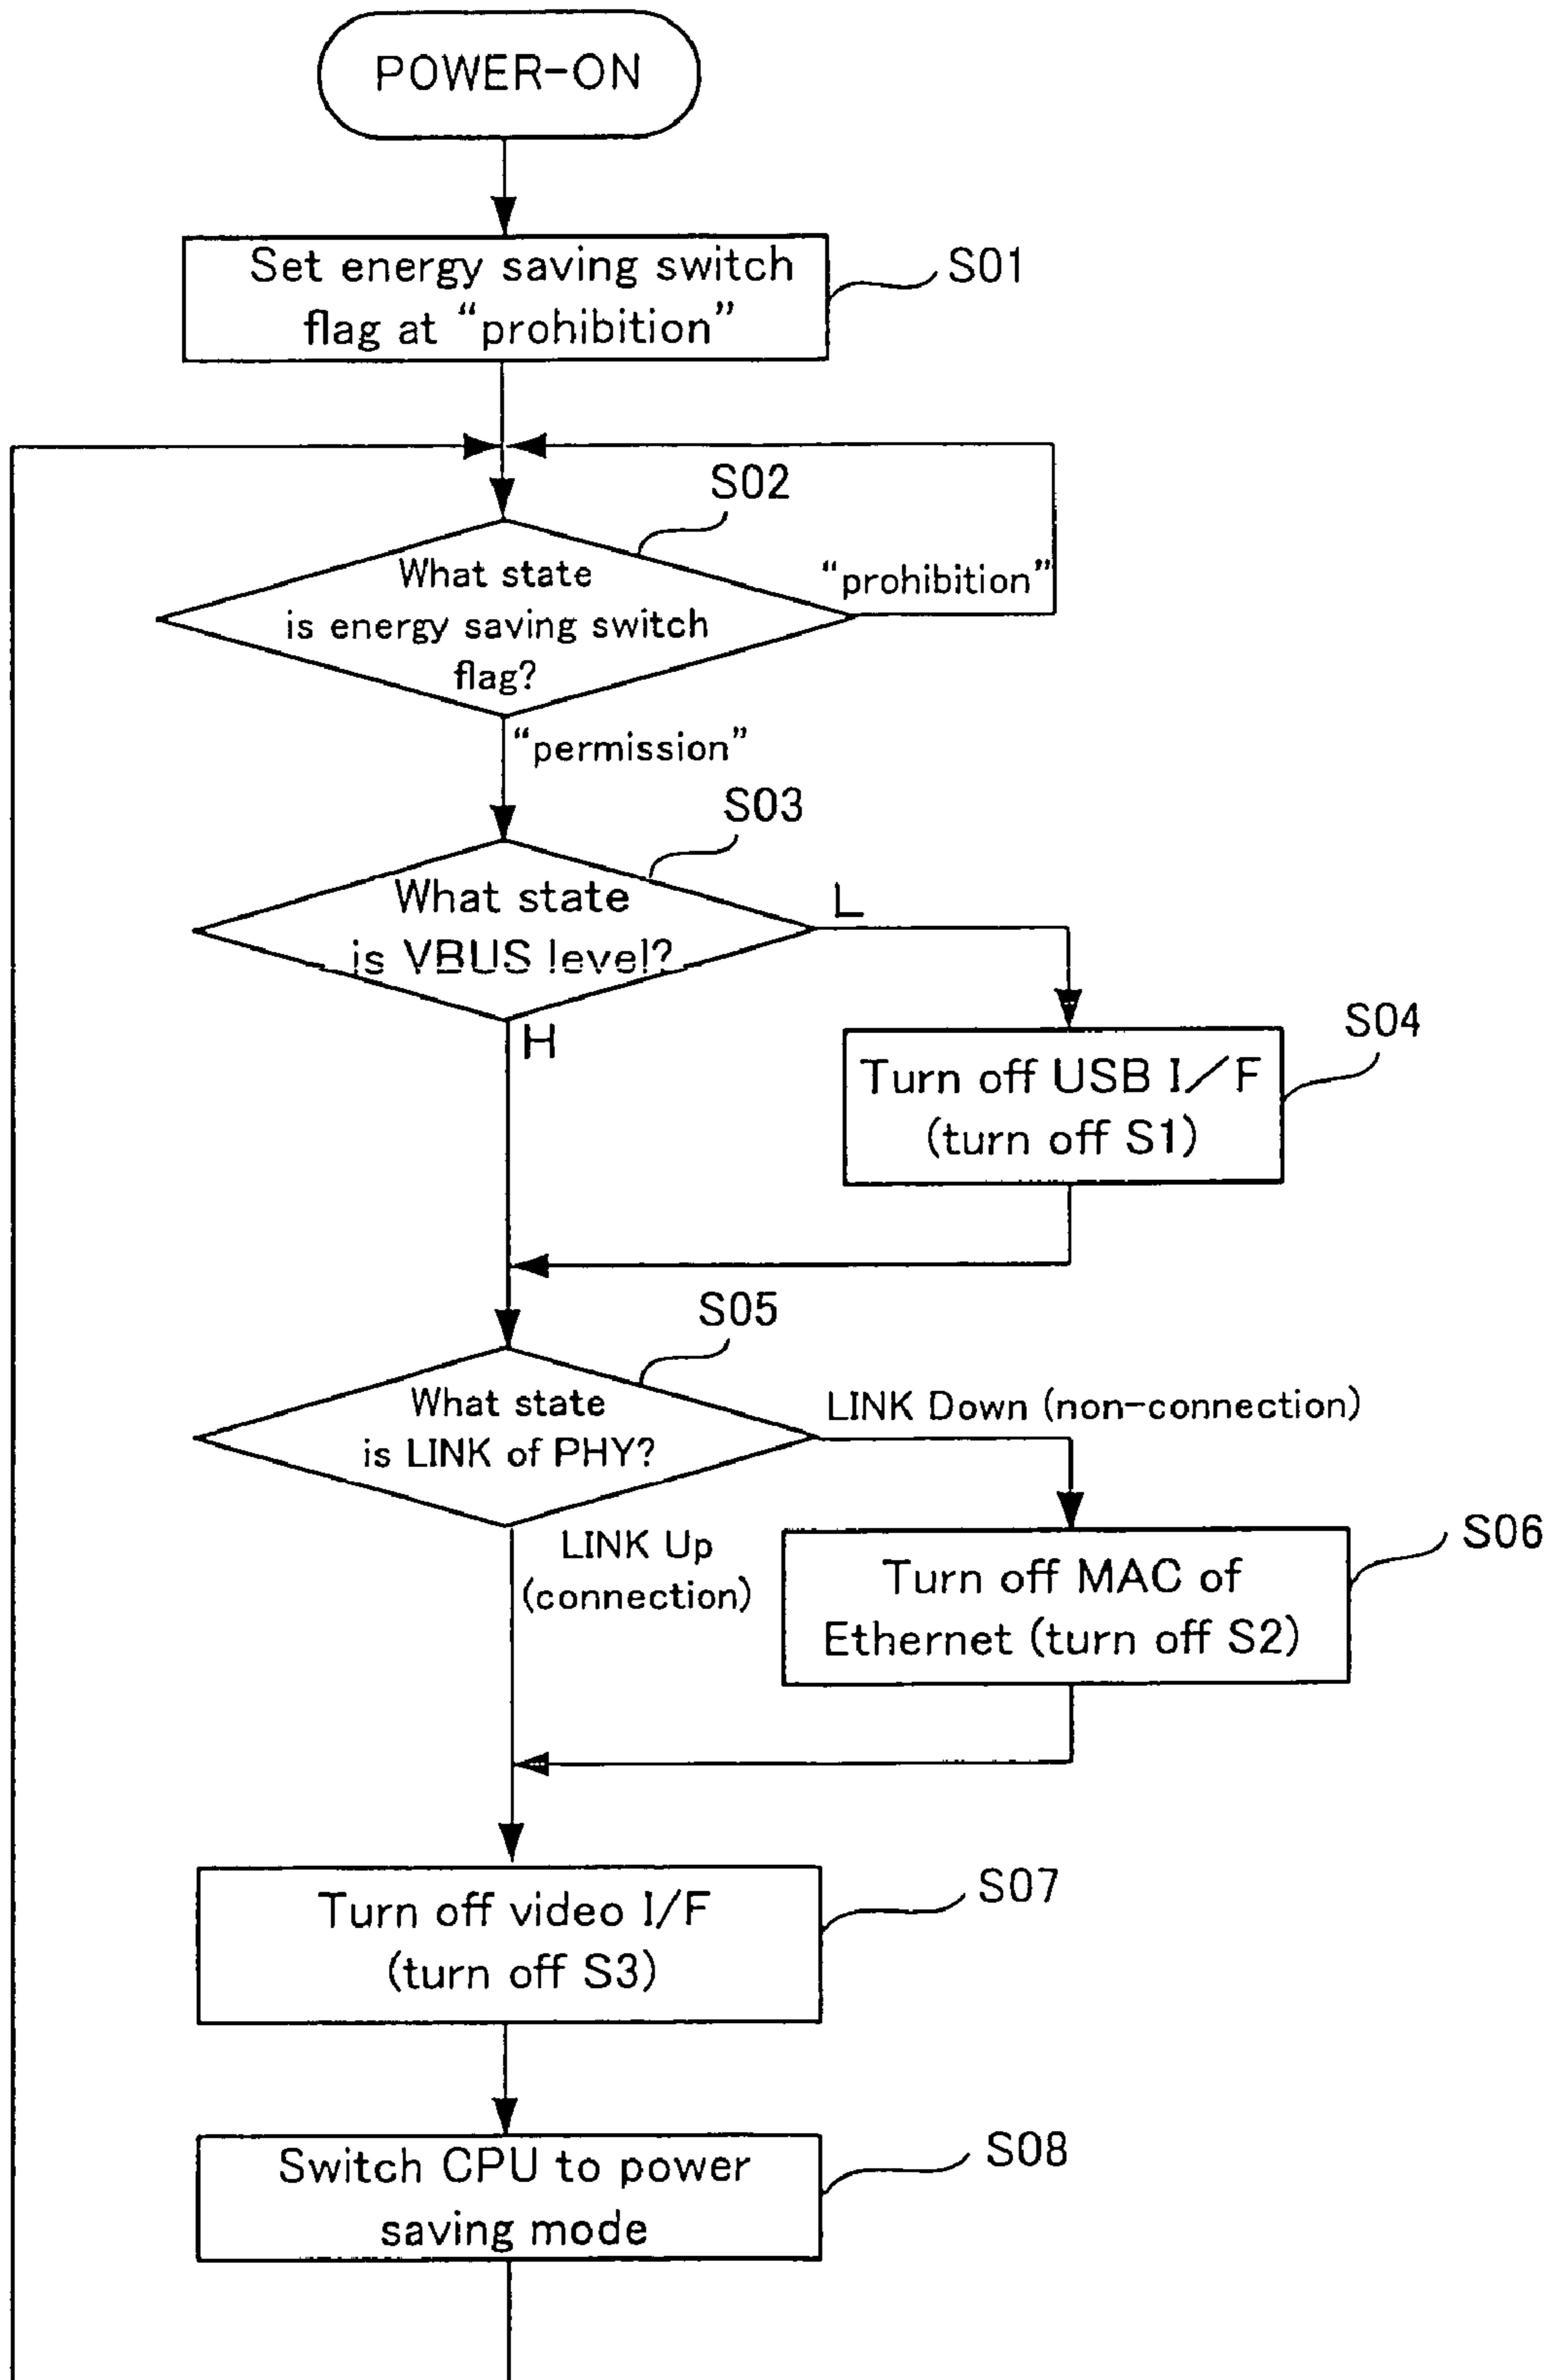 POWER-ON
Set energy saving switch
flag at “prohibition”
S01
S02
What state
is energy saving switch
flag?
“prohibition”
“permission”
S03
What state
is VBUS level?
L
H
S04
Turn off USB I／F
(turn off S1)
S05
What state
is LINK of PHY?
LINK Down (non-connection)
LINK Up
(connection)
S06
Turn off MAC of
Ethernet (turn off S2)
Turn off video I/F
(turn off S3)
S07
Switch CPU to power
saving mode
S08